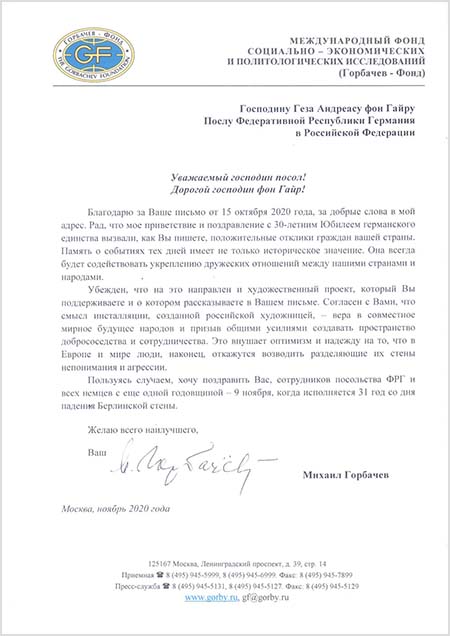 ГОРБАЧЕВ - ФОНД
GF
THE GORBACHEV FOUNDATION
МЕЖДУНАРОДНЫЙ ФОНД
СОЦИАЛЬНО – ЭКОНОМИЧЕСКИХ
И ПОЛИТОЛОГИЧЕСКИХ ИССЛЕДОВАНИЙ
(Горбачев - Фонд)
Господину Геза Андреасу фон Гайру
Послу Федеративной Республики Германия
в Российской Федерации
Уважаемый господин посол!
Дорогой господин фон Гайр!
Благодарю за Ваше письмо от 15 октября 2020 года, за добрые слова в мой
адрес. Рад, что мое приветствие и поздравление с 30-летним Юбилеем германского
единства вызвали, как Вы пишете, положительные отклики граждан вашей страны.
Память о событиях тех дней имеет не только историческое значение. Она всегда
будет содействовать укреплению дружеских отношений между нашими странами и
народами.
Убежден, что на это направлен и художественный проект, который Вы
поддерживаете и о котором рассказываете в Вашем письме. Согласен с Вами, что
смысл инсталляции, созданной российской художницей, – вера в совместное
мирное будущее народов и призыв общими усилиями создавать пространство
добрососедства и сотрудничества. Это внушает оптимизм и надежду на то, что в
Европе и мире люди, наконец, откажутся возводить разделяющие их стены
непонимания и агрессии.
Пользуясь случаем, хочу поздравить Вас, сотрудников посольства ФРГ и
всех немцев с еще одной годовщиной – 9 ноября, когда исполняется 31 год со дня
падения Берлинской стены.
Желаю всего наилучшего,
Ваш
М. Горбачев
Михаил Горбачев
Москва, ноябрь 2020 года
125167 Москва, Ленинградский проспект, д. 39, стр. 14
Приемная ☎ 8 (495) 945-5999, 8 (495) 945-6999. Факс: 8 (495) 945-7899
Пресс-служба ☎ 8 (495) 945-5131, 8 (495) 945-5127. Факс: 8 (495) 945-5129
www.gorby.ru, gf@gorby.ru